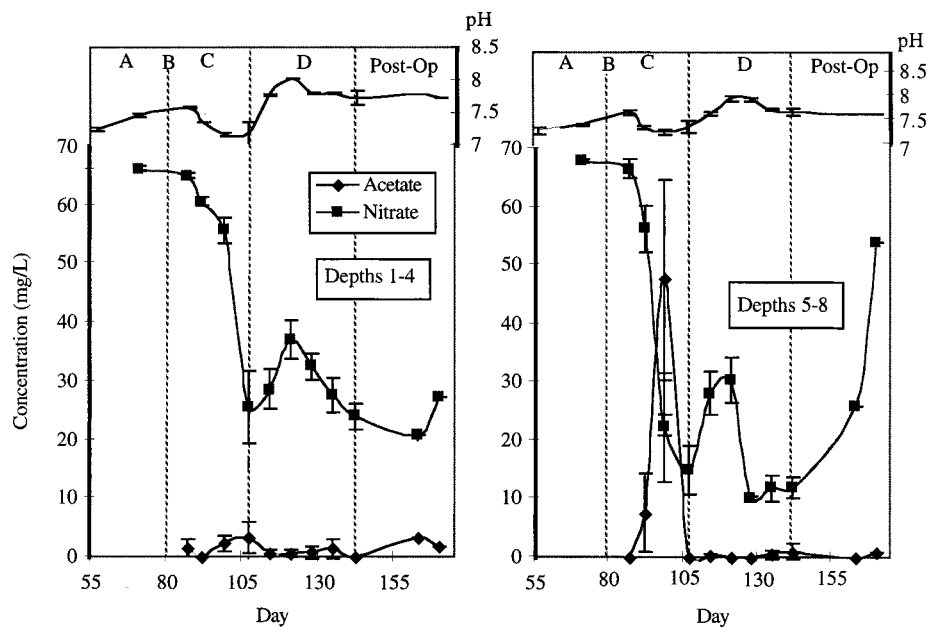 pH
8.5
8
7.5
7
A B C D Post-Op
70
60
50
40
30
20
10
0
Concentration (mg/L)
Acetate
Nitrate
Depths 1-4
55 80 105 130 155
Day
pH
8.5
8
7.5
7
A B C D Post-Op
70
60
50
40
30
20
10
0
Depths 5-8
55 80 105 130 155
Day